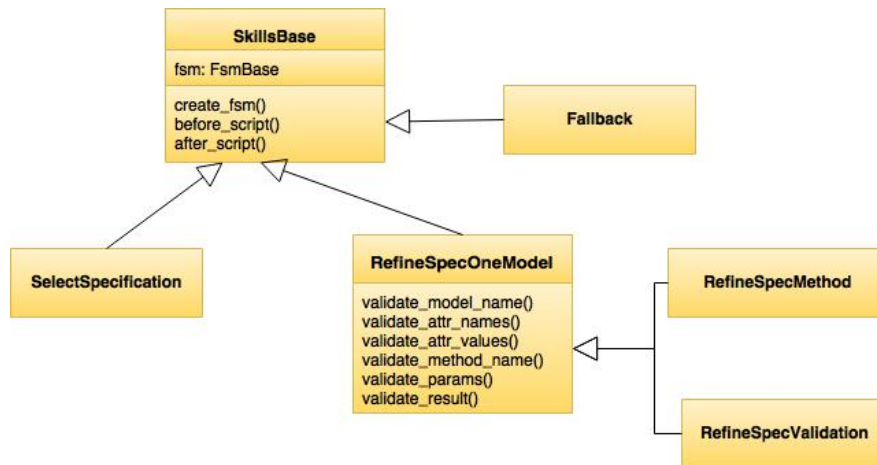 SkillsBase
fsm: FsmBase
create_fsm()
before_script()
after_script()
Fallback
SelectSpecification
RefineSpecOneModel
validate_model_name()
validate_attr_names()
validate_attr_values()
validate_method_name()
validate_params()
validate_result()
RefineSpecMethod
RefineSpecValidation